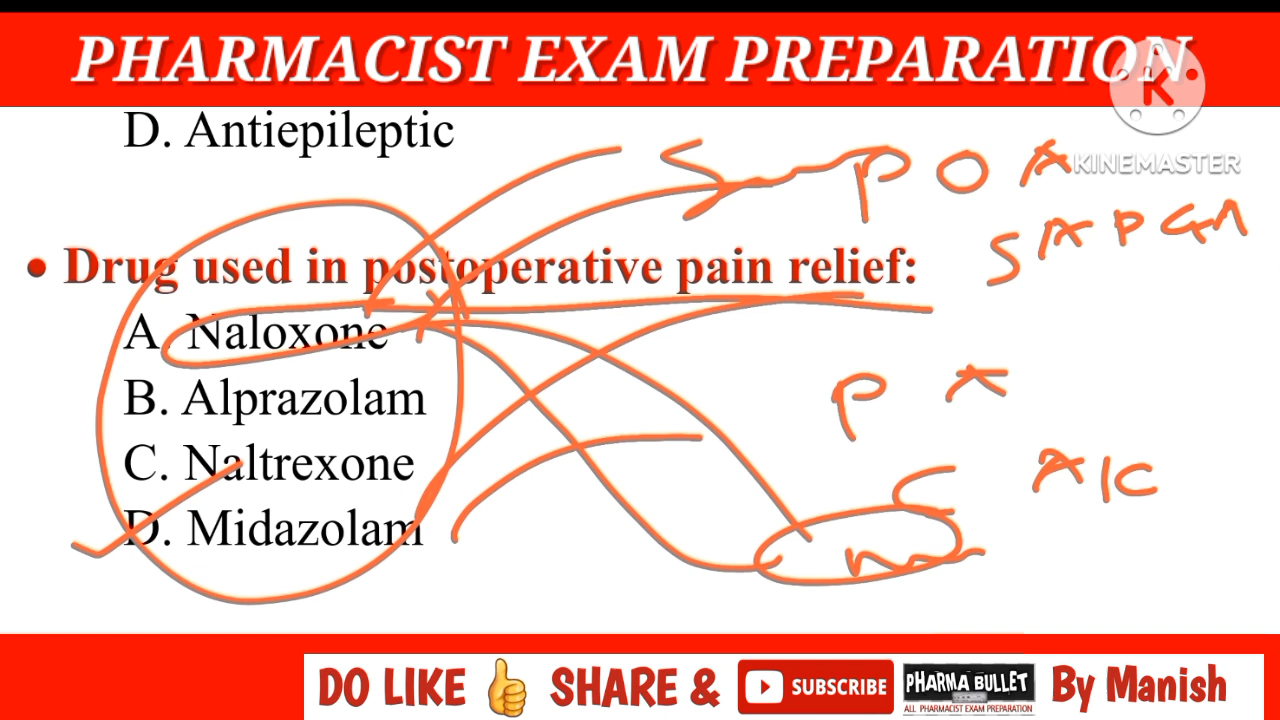 PHARMACIST EXAM PREPARATION
KINEMASTER
D. Antiepileptic
S P O A
S A P G A
• Drug used in postoperative pain relief:
A. Naloxone
B. Alprazolam
P A
C. Naltrexone
D. Midazolam
DO LIKE SHARE & SUBSCRIBE PHARMA BULLET By Manish
ALL PHARMACIST EXAM PREPARATION